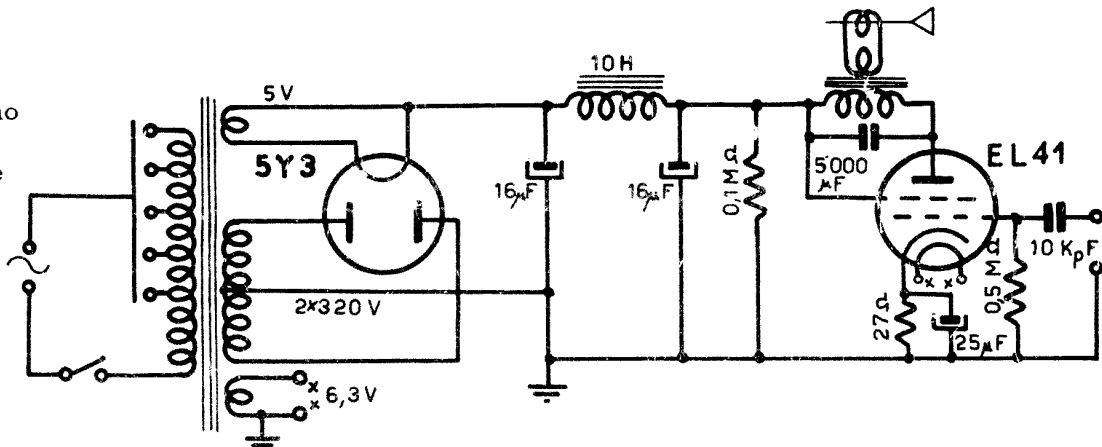 no
e
5V
5Y3
2×320 V
×
× 6,3 V
16µF
10 H
16µF
0,1 MΩ
5000
µF
EL41
× ×
27Ω
25µF
0,5 MΩ
10 KpF